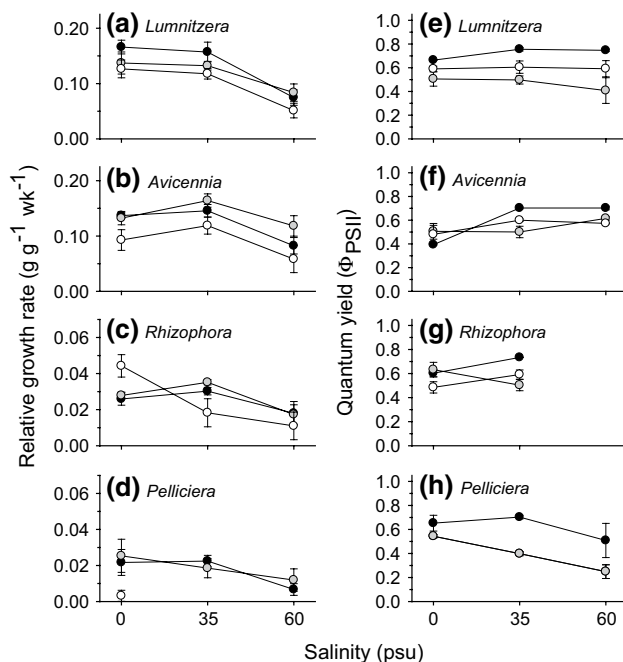 (a) Lumnitzera
0.20
0.10
0.00
(b) Avicennia
0.20
0.10
0.00
(c) Rhizophora
0.06
0.04
0.02
0.00
(d) Pelliciera
0.06
0.04
0.02
0.00
0 35 60
Relative growth rate (g g⁻¹ wk⁻¹)
(e) Lumnitzera
1.0
0.8
0.6
0.4
0.2
0.0
(f) Avicennia
1.0
0.8
0.6
0.4
0.2
0.0
(g) Rhizophora
1.0
0.8
0.6
0.4
0.2
0.0
(h) Pelliciera
1.0
0.8
0.6
0.4
0.2
0.0
0 35 60
Quantum yield (ΦPSII)
Salinity (psu)